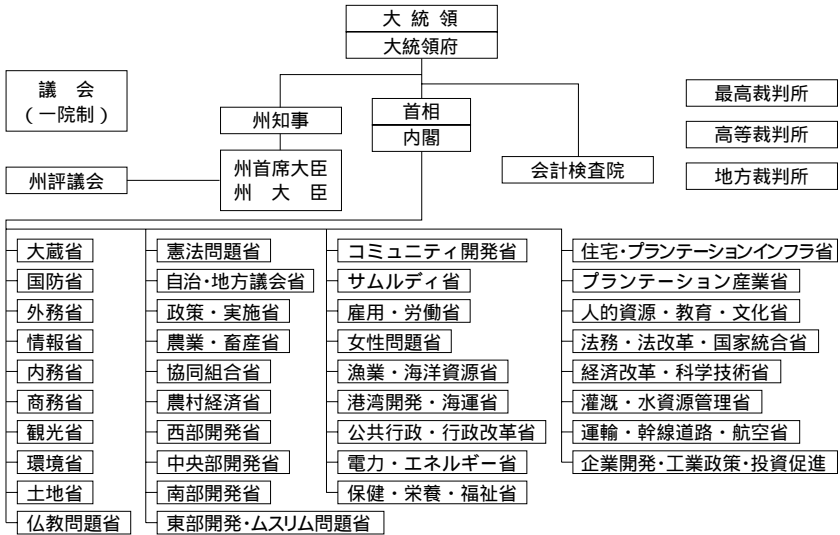 大統領
大統領府
議会
(一院制)
州知事
首相
内閣
最高裁判所
高等裁判所
地方裁判所
会計検査院
州評議会
州首席大臣
州大臣
大蔵省
国防省
外務省
情報省
内務省
商務省
観光省
環境省
土地省
仏教問題省
憲法問題省
自治・地方議会省
政策・実施省
農業・畜産省
協同組合省
農村経済省
西部開発省
中央部開発省
南部開発省
東部開発・ムスリム問題省
コミュニティ開発省
サムルディ省
雇用・労働省
女性問題省
漁業・海洋資源省
港湾開発・海運省
公共行政・行政改革省
電力・エネルギー省
保健・栄養・福祉省
住宅・プランテーションインフラ省
プランテーション産業省
人的資源・教育・文化省
法務・法改革・国家統合省
経済改革・科学技術省
灌漑・水資源管理省
運輸・幹線道路・航空省
企業開発・工業政策・投資促進